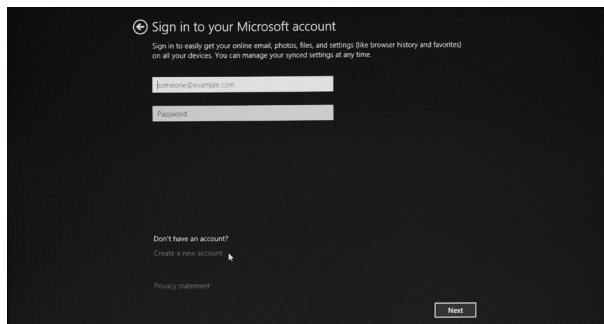 Sign in to your Microsoft account
Sign in to easily get your online email, photos, files, and settings (like browser history and favorites)
on all your devices. You can manage your synced settings at any time.
someone@example.com
Password
Don't have an account?
Create a new account
Privacy statement
Next